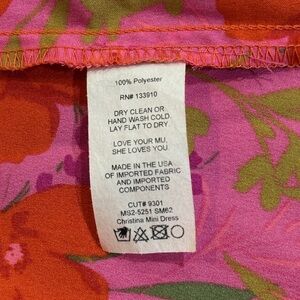 100% Polyester
RN# 133910
DRY CLEAN OR
HAND WASH COLD.
LAY FLAT TO DRY
LOVE YOUR MU,
SHE LOVES YOU.
MADE IN THE USA
OF IMPORTED FABRIC
AND IMPORTED
COMPONENTS
CUT# 9301
MS2-5251 SM62
Christina Mini Dress